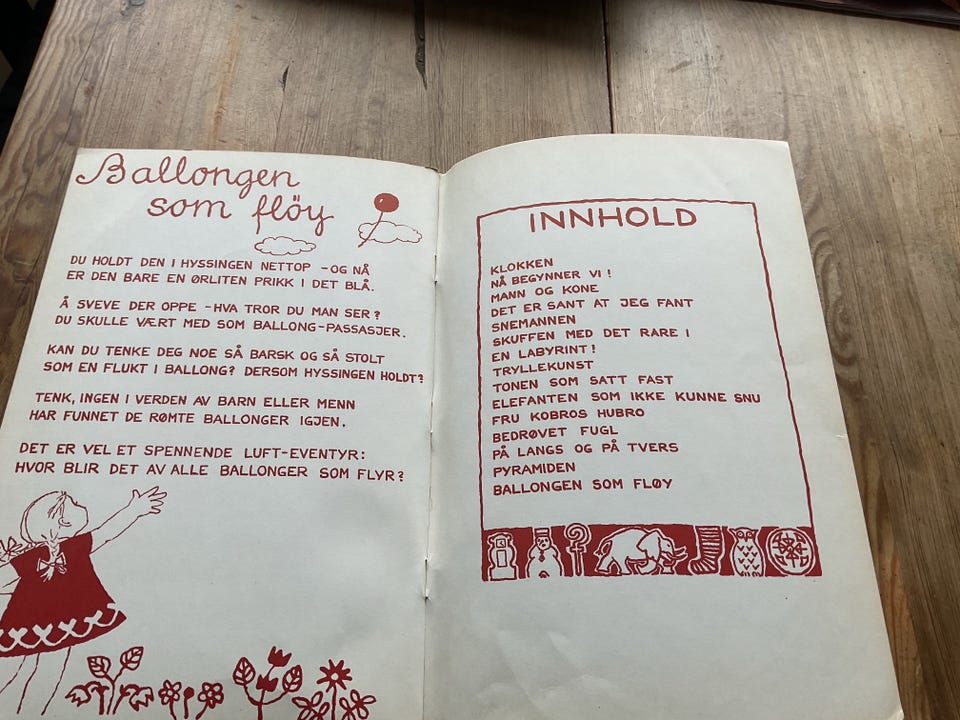 Ballongen
som flöy
DU HOLDT DEN I HYSSINGEN NETTOP - OG NÅ
ER DEN BARE EN ØRLITEN PRIKK I DET BLÅ.
Å SVEVE DER OPPE - HVA TROR DU MAN SER?
DU SKULLE VÆRT MED SOM BALLONG-PASSASJER.
KAN DU TENKE DEG NOE SÅ BARSK OG SÅ STOLT
SOM EN FLUKT I BALLONG? DERSOM HYSSINGEN HOLDT?
TENK, INGEN I VERDEN AV BARN ELLER MENN
HAR FUNNET DE RØMTE BALLONGER IGJEN.
DET ER VEL ET SPENNENDE LUFT-EVENTYR:
HVOR BLIR DET AV ALLE BALLONGER SOM FLYR?
INNHOLD
KLOKKEN
NÅ BEGYNNER VI!
MANN OG KONE
DET ER SANT AT JEG FANT
SNEMANNEN
SKUFFEN MED DET RARE I
EN LABYRINT!
TRYLLEKUNST
TONEN SOM SATT FAST
ELEFANTEN SOM IKKE KUNNE SNU
FRU KOBROS HUBRO
BEDRØVET FUGL
PÅ LANGS OG PÅ TVERS
PYRAMIDEN
BALLONGEN SOM FLØY